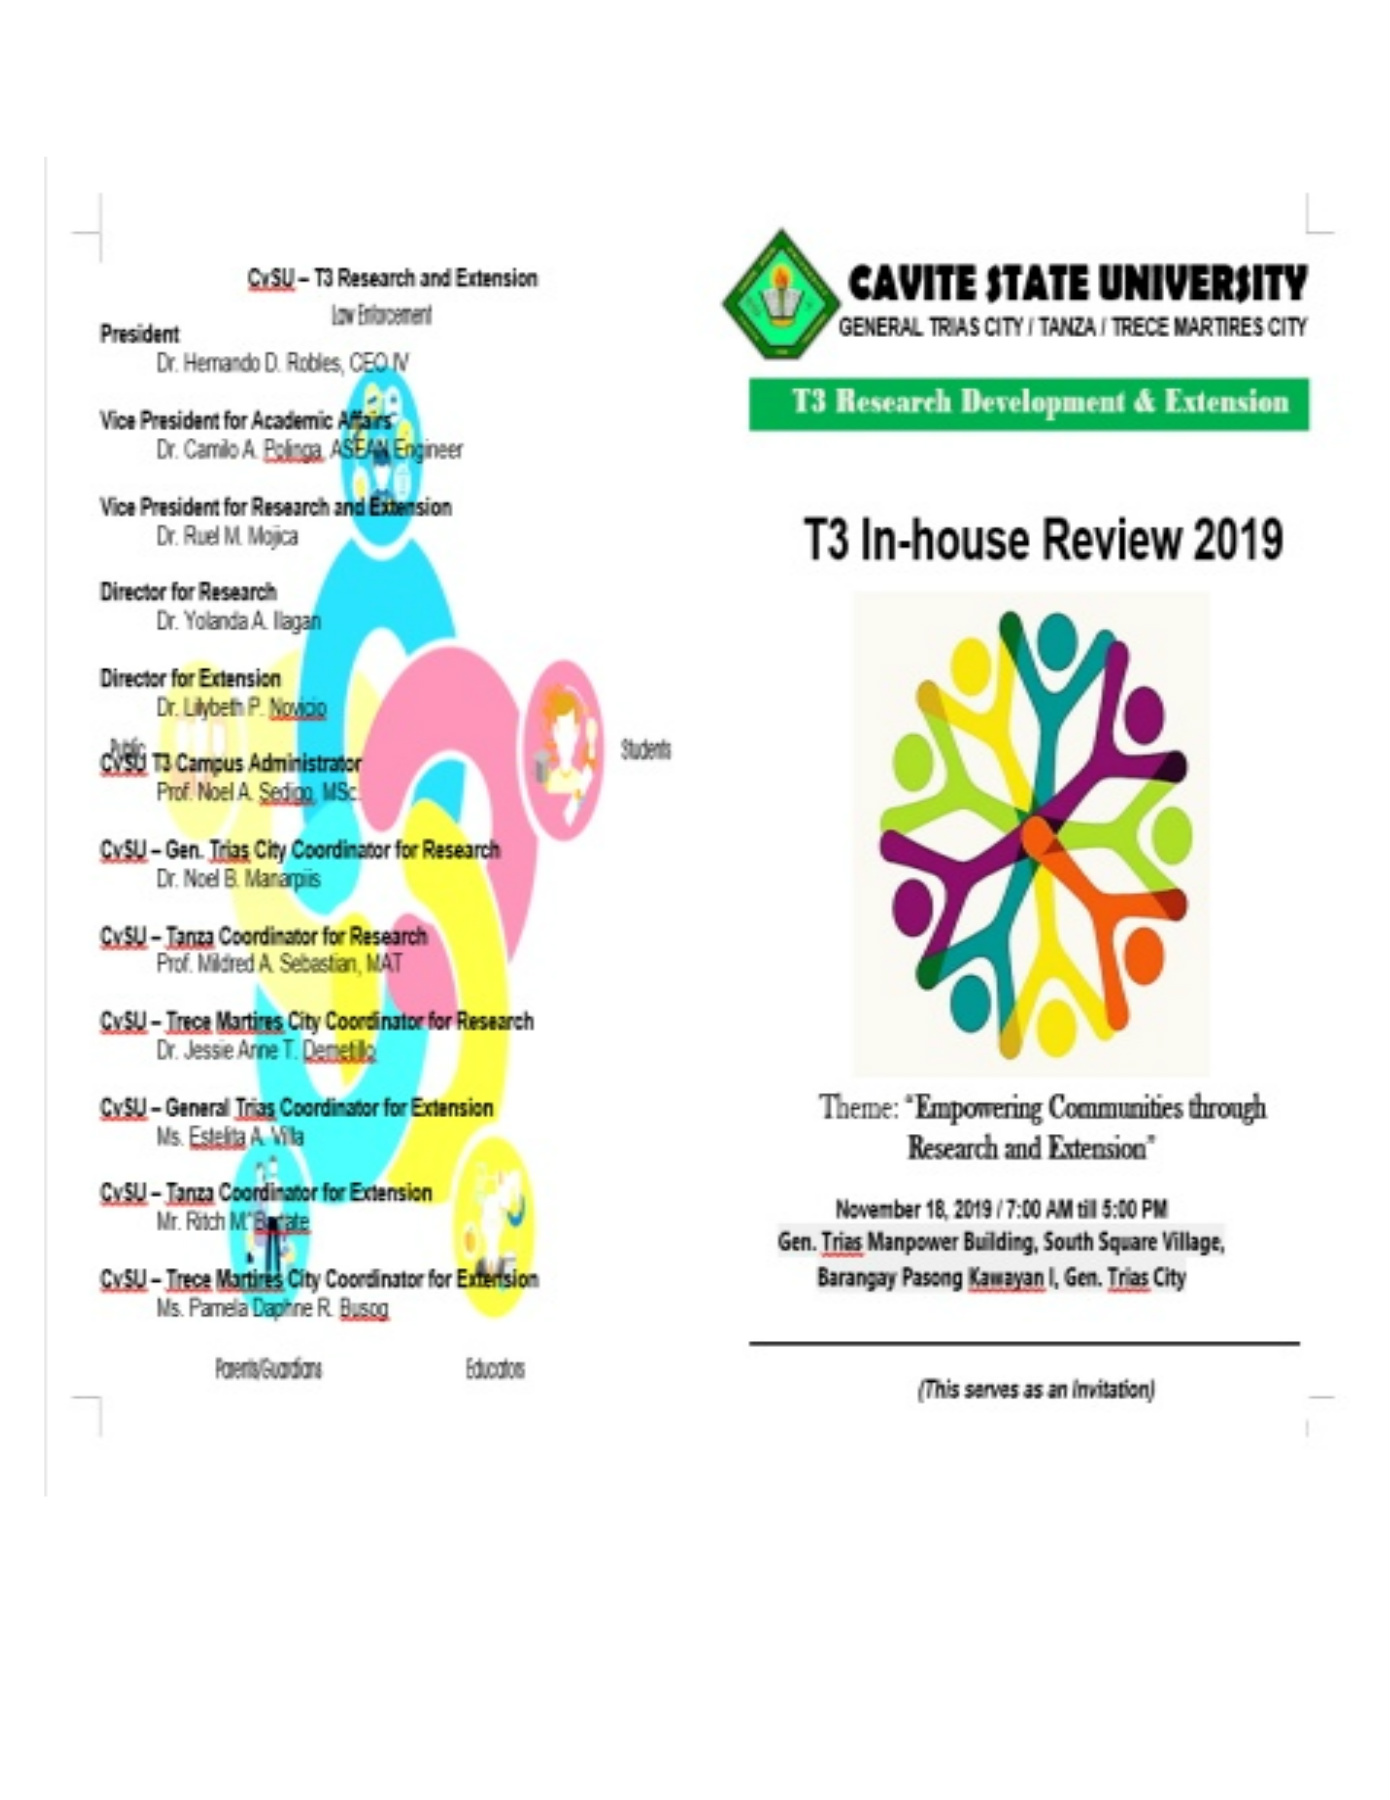 CvSU – T3 Research and Extension
Law Enforcement
President
Dr. Hernando D. Robles, CEO IV
Vice President for Academic Affairs
Dr. Camilo A. Polinga, ASEAN Engineer
Vice President for Research and Extension
Dr. Ruel M. Mojica
Director for Research
Dr. Yolanda A. Ilagan
Director for Extension
Dr. Lilybeth P. Novicio
Public
CvSU T3 Campus Administrator
Prof. Noel A. Sedigo, MSc.
Students
CvSU – Gen. Trias City Coordinator for Research
Dr. Noel B. Manarpiis
CvSU – Tanza Coordinator for Research
Prof. Mildred A. Sebastian, MAT
CvSU – Trece Martires City Coordinator for Research
Dr. Jessie Anne T. Demetillo
CvSU – General Trias Coordinator for Extension
Ms. Estelita A. Villa
CvSU – Tanza Coordinator for Extension
Mr. Ritch M.
CvSU – Trece Martires City Coordinator for Extension
Ms. Pamela Daphne R. Busog
Parents/Guardians
Educators
CAVITE STATE UNIVERSITY
GENERAL TRIAS CITY / TANZA / TRECE MARTIRES CITY
T3 Research Development & Extension
T3 In-house Review 2019
Theme: “Empowering Communities through
Research and Extension”
November 18, 2019 / 7:00 AM till 5:00 PM
Gen. Trias Manpower Building, South Square Village,
Barangay Pasong Kawayan I, Gen. Trias City
(This serves as an Invitation)